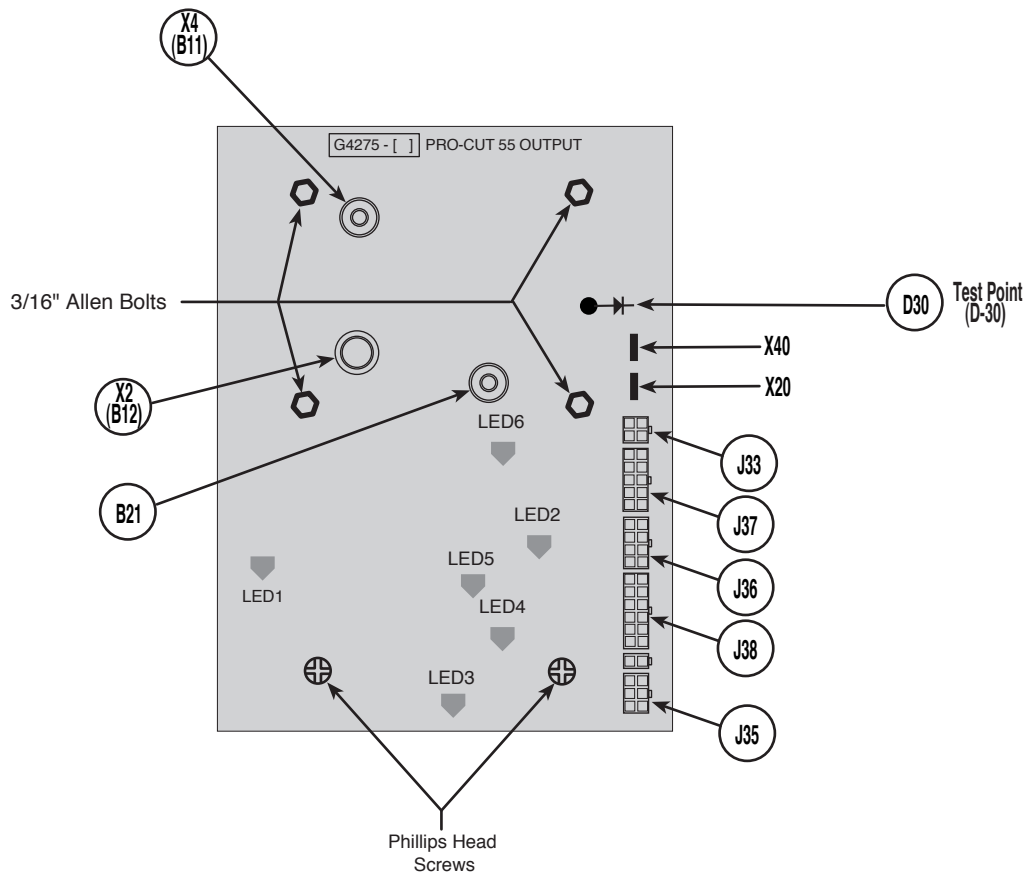 X4
(B11)
G4275 - [ ] PRO-CUT 55 OUTPUT
3/16" Allen Bolts
D30
Test Point
(D-30)
X40
X20
X2
(B12)
LED6
J33
B21
LED2
J37
LED5
LED1
J36
LED4
J38
LED3
J35
Phillips Head
Screws